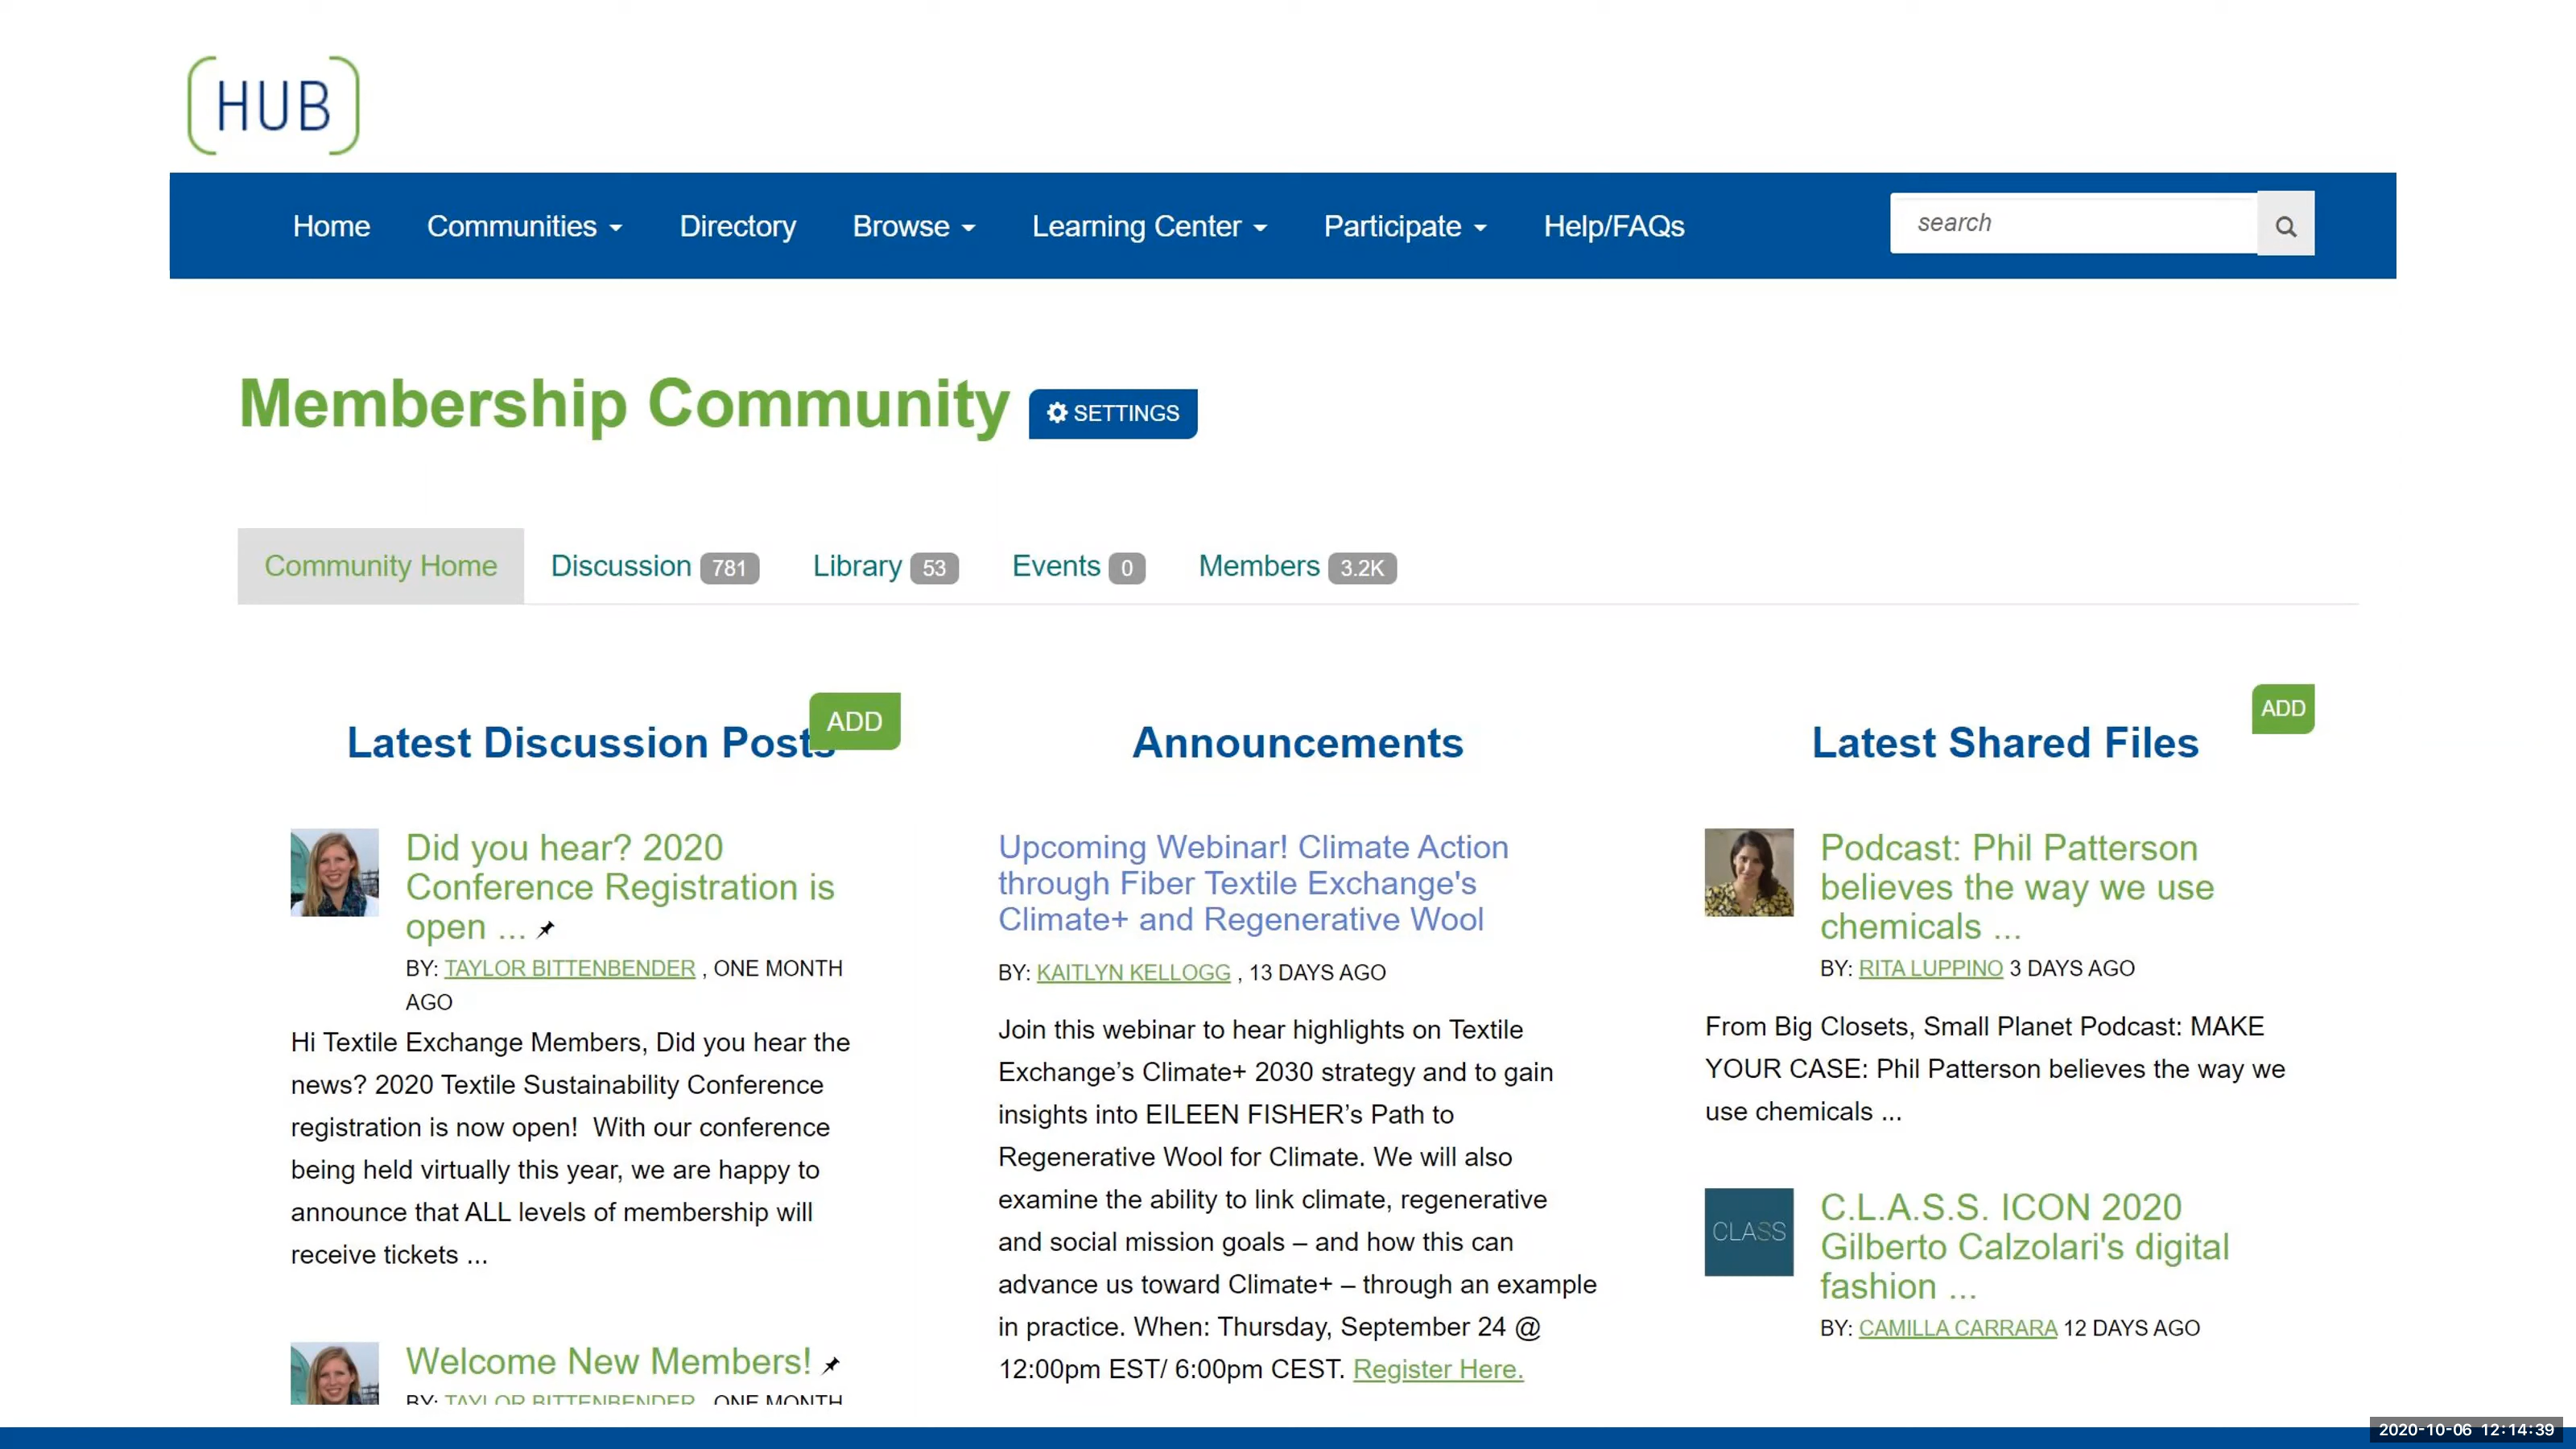 HUB
Home Communities Directory Browse Learning Center Participate Help/FAQs search
Membership Community SETTINGS
Community Home Discussion 781 Library 53 Events 0 Members 3.2K
Latest Discussion Posts ADD
Did you hear? 2020
Conference Registration is
open ...
BY: TAYLOR BITTENBENDER , ONE MONTH
AGO
Hi Textile Exchange Members, Did you hear the
news? 2020 Textile Sustainability Conference
registration is now open!  With our conference
being held virtually this year, we are happy to
announce that ALL levels of membership will
receive tickets ...
Welcome New Members!
BY: TAYLOR BITTENBENDER , ONE MONTH
Announcements
Upcoming Webinar! Climate Action
through Fiber Textile Exchange's
Climate+ and Regenerative Wool
BY: KAITLYN KELLOGG , 13 DAYS AGO
Join this webinar to hear highlights on Textile
Exchange’s Climate+ 2030 strategy and to gain
insights into EILEEN FISHER’s Path to
Regenerative Wool for Climate. We will also
examine the ability to link climate, regenerative
and social mission goals – and how this can
advance us toward Climate+ – through an example
in practice. When: Thursday, September 24 @
12:00pm EST/ 6:00pm CEST. Register Here.
ADD
Latest Shared Files
Podcast: Phil Patterson
believes the way we use
chemicals ...
BY: RITA LUPPINO 3 DAYS AGO
From Big Closets, Small Planet Podcast: MAKE
YOUR CASE: Phil Patterson believes the way we
use chemicals ...
CLASS
C.L.A.S.S. ICON 2020
Gilberto Calzolari's digital
fashion ...
BY: CAMILLA CARRARA 12 DAYS AGO
2020-10-06 12:14:39